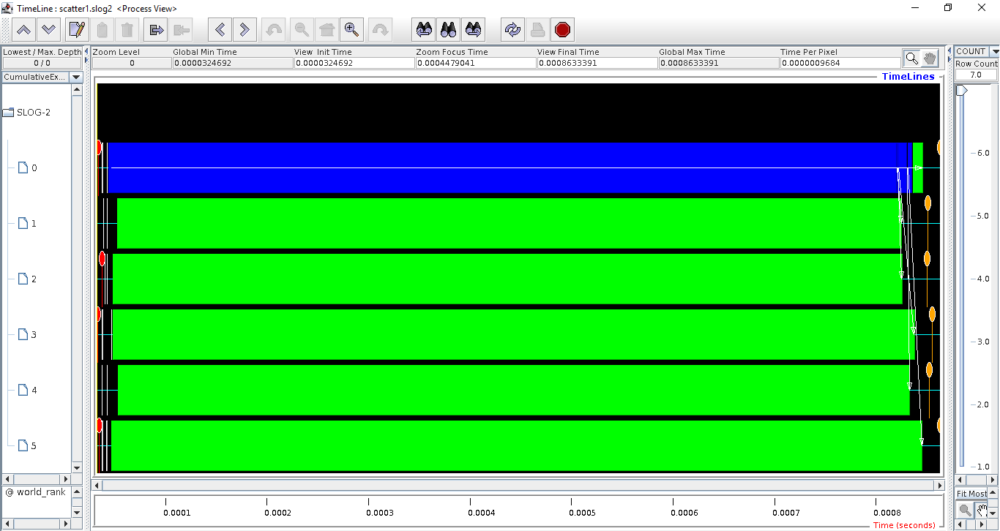 TimeLine : scatter1.slog2 <Process View>
Lowest / Max. Depth
0 / 0
Zoom Level
0
Global Min Time
0.0000324692
View Init Time
0.0000324692
Zoom Focus Time
0.0004479041
View Final Time
0.0008633391
Global Max Time
0.0008633391
Time Per Pixel
0.0000009684
COUNT
Row Count
7.0
CumulativeEx...
TimeLines
SLOG-2
0
1
2
3
4
5
6.0
5.0
4.0
3.0
2.0
1.0
@ world_rank
Fit Most
0.0001
0.0002
0.0003
0.0004
0.0005
0.0006
0.0007
0.0008
Time (seconds)